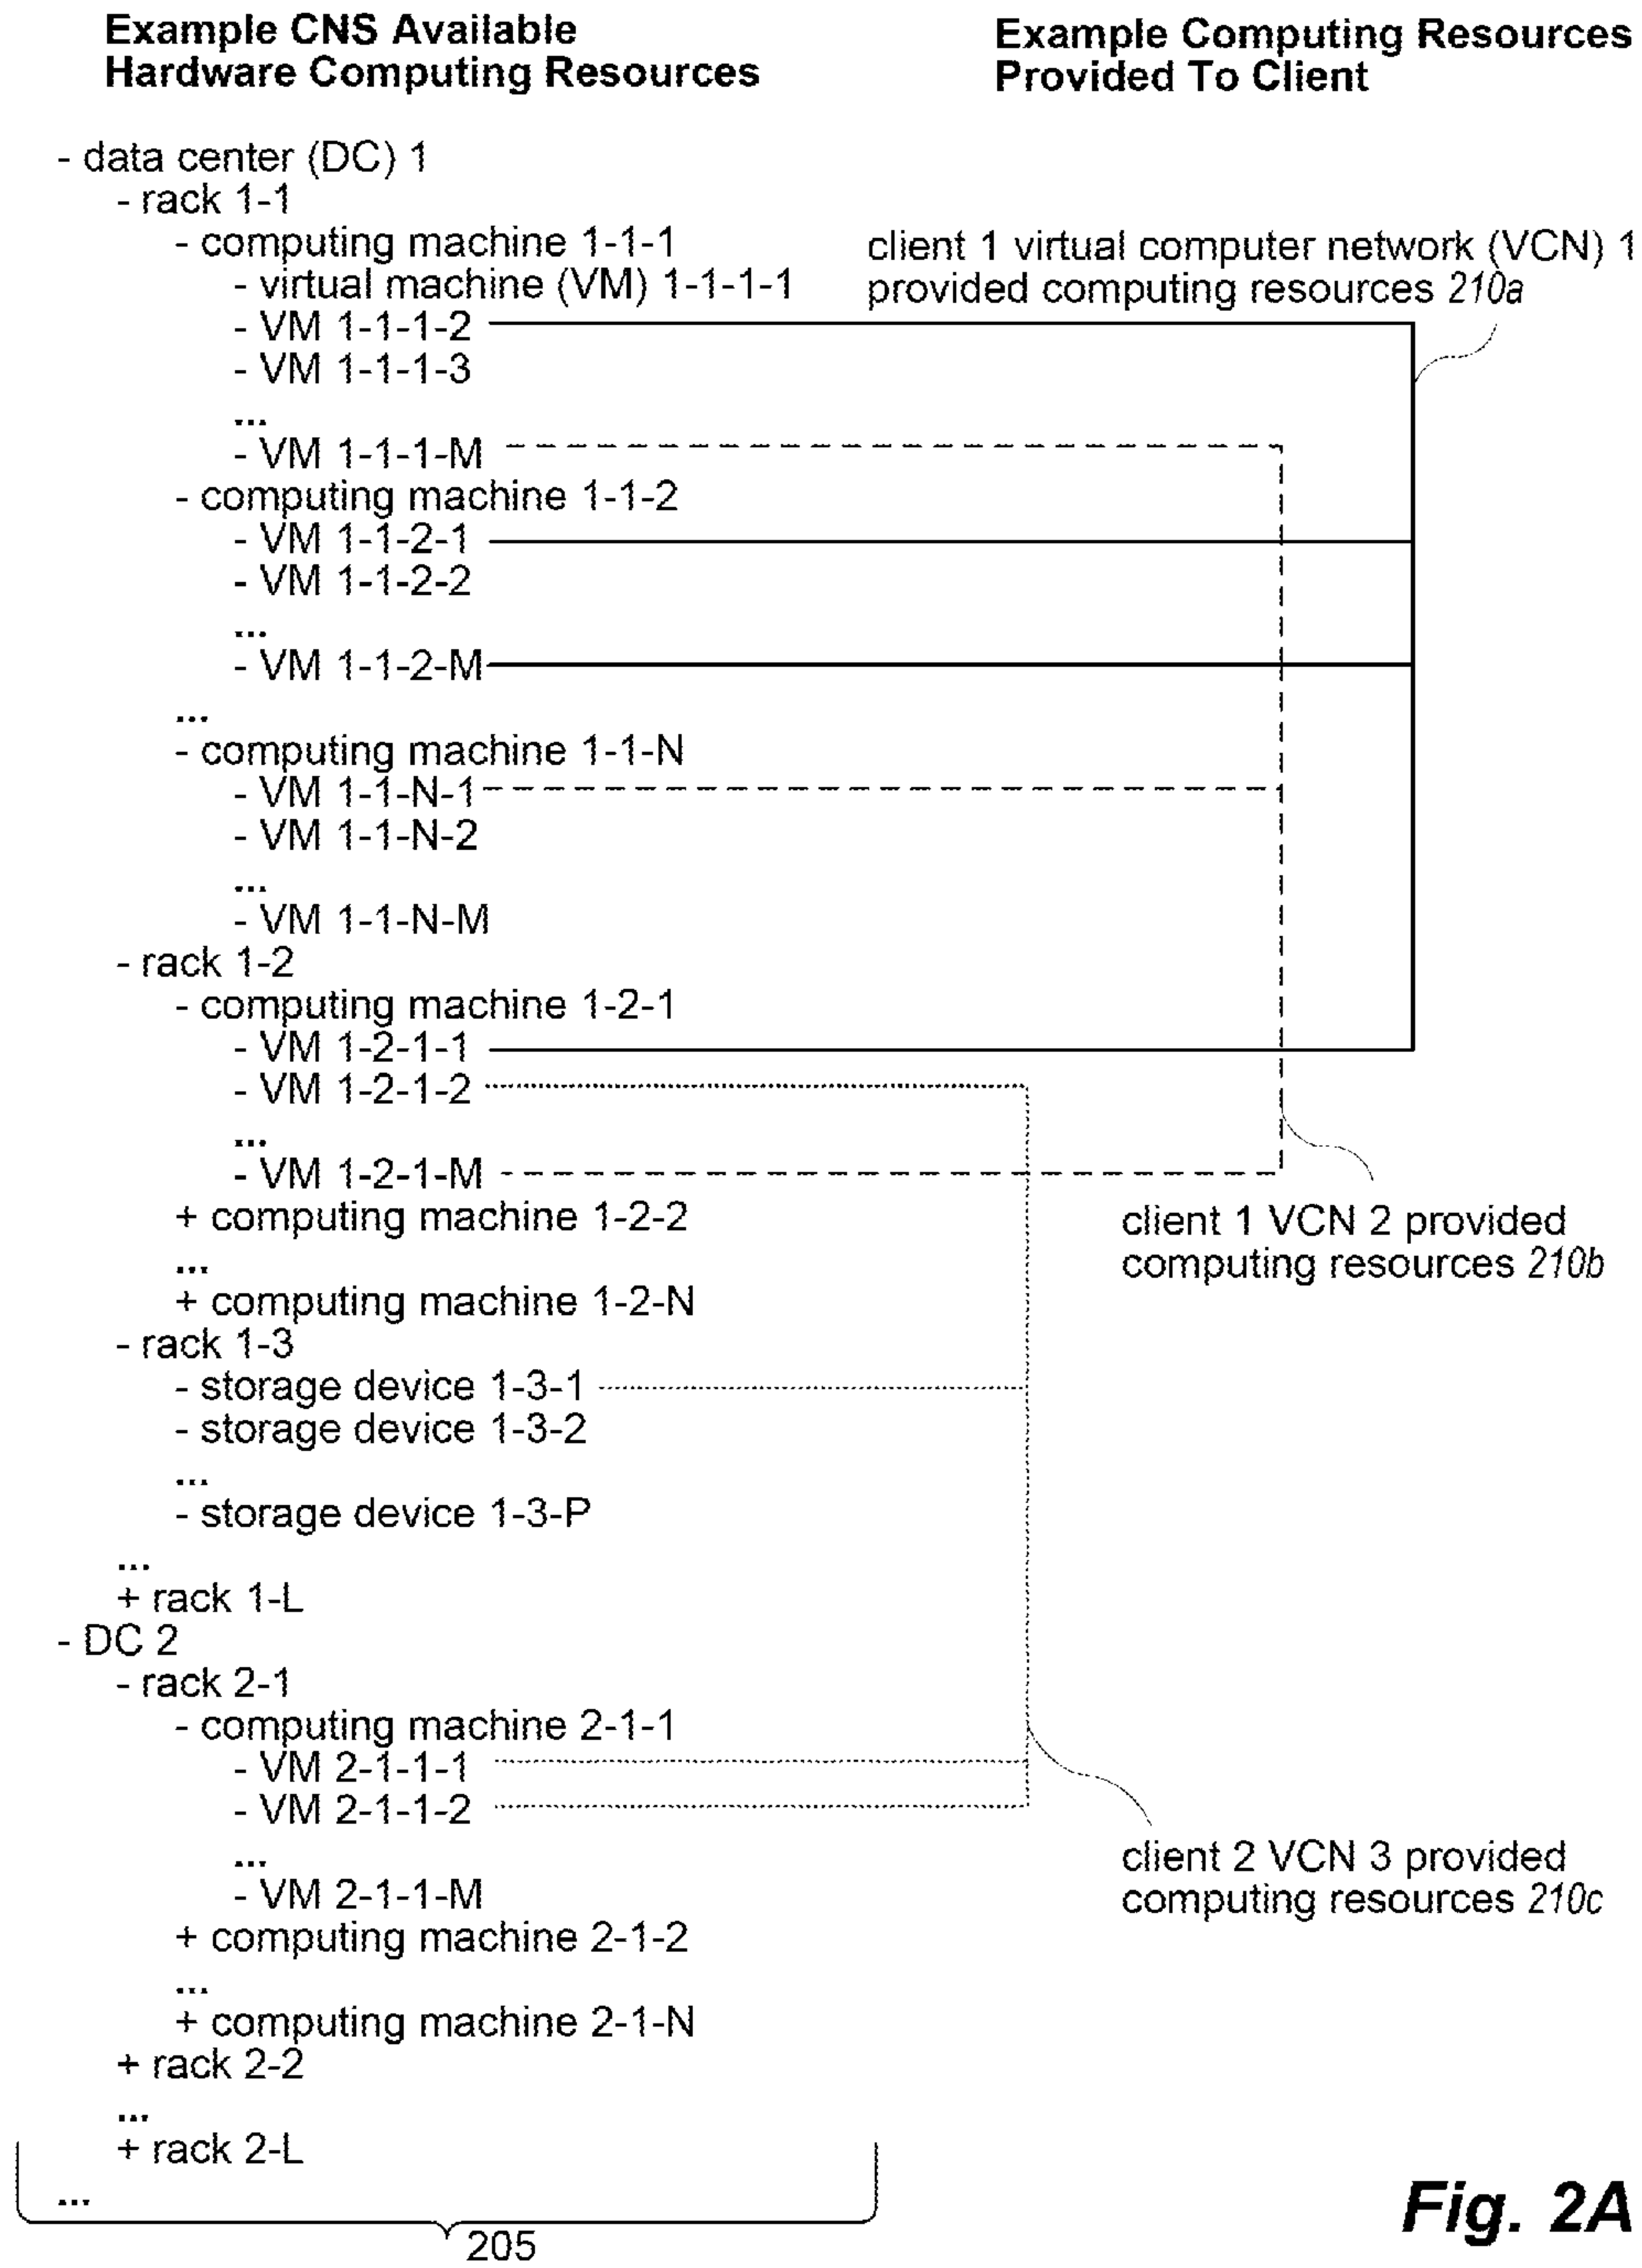 Example CNS Available
Hardware Computing Resources
Example Computing Resources
Provided To Client
- data center (DC) 1
- rack 1-1
- computing machine 1-1-1
- virtual machine (VM) 1-1-1-1
client 1 virtual computer network (VCN) 1
provided computing resources 210a
- VM 1-1-1-2
- VM 1-1-1-3
...
- VM 1-1-1-M
- computing machine 1-1-2
- VM 1-1-2-1
- VM 1-1-2-2
...
- VM 1-1-2-M
...
- computing machine 1-1-N
- VM 1-1-N-1
- VM 1-1-N-2
...
- VM 1-1-N-M
- rack 1-2
- computing machine 1-2-1
- VM 1-2-1-1
- VM 1-2-1-2
...
- VM 1-2-1-M
+ computing machine 1-2-2
...
+ computing machine 1-2-N
client 1 VCN 2 provided
computing resources 210b
- rack 1-3
- storage device 1-3-1
- storage device 1-3-2
...
- storage device 1-3-P
...
+ rack 1-L
- DC 2
- rack 2-1
- computing machine 2-1-1
- VM 2-1-1-1
- VM 2-1-1-2
...
- VM 2-1-1-M
client 2 VCN 3 provided
computing resources 210c
+ computing machine 2-1-2
...
+ computing machine 2-1-N
+ rack 2-2
...
+ rack 2-L
...
205
Fig. 2A